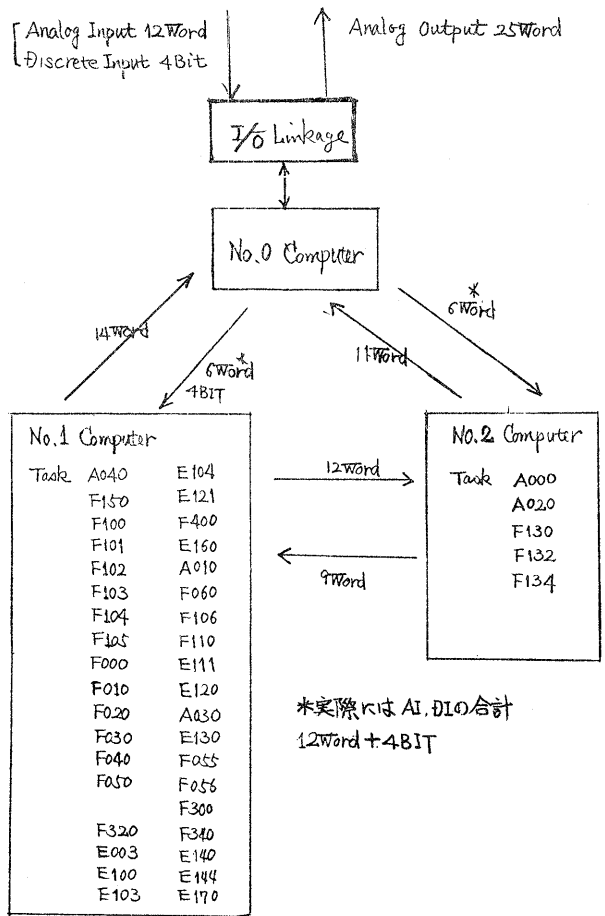 Analog Input 12Word
Discrete Input 4Bit
Analog Output 25Word
I/O Linkage
No.0 Computer
14Word
6Word*
4BIT
11Word
6Word*
No.1 Computer
Task A040 E104
F150 E121
F100 F400
F101 E160
F102 A010
F103 F060
F104 F106
F105 F110
F000 E111
F010 E120
F020 A030
F030 E130
F040 F055
F050 F056
F300
F320 F340
E003 E140
E100 E144
E103 E170
12Word
9Word
No.2 Computer
Task A000
A020
F130
F132
F134
*実際にはAI,DIの合計
12Word+4BIT